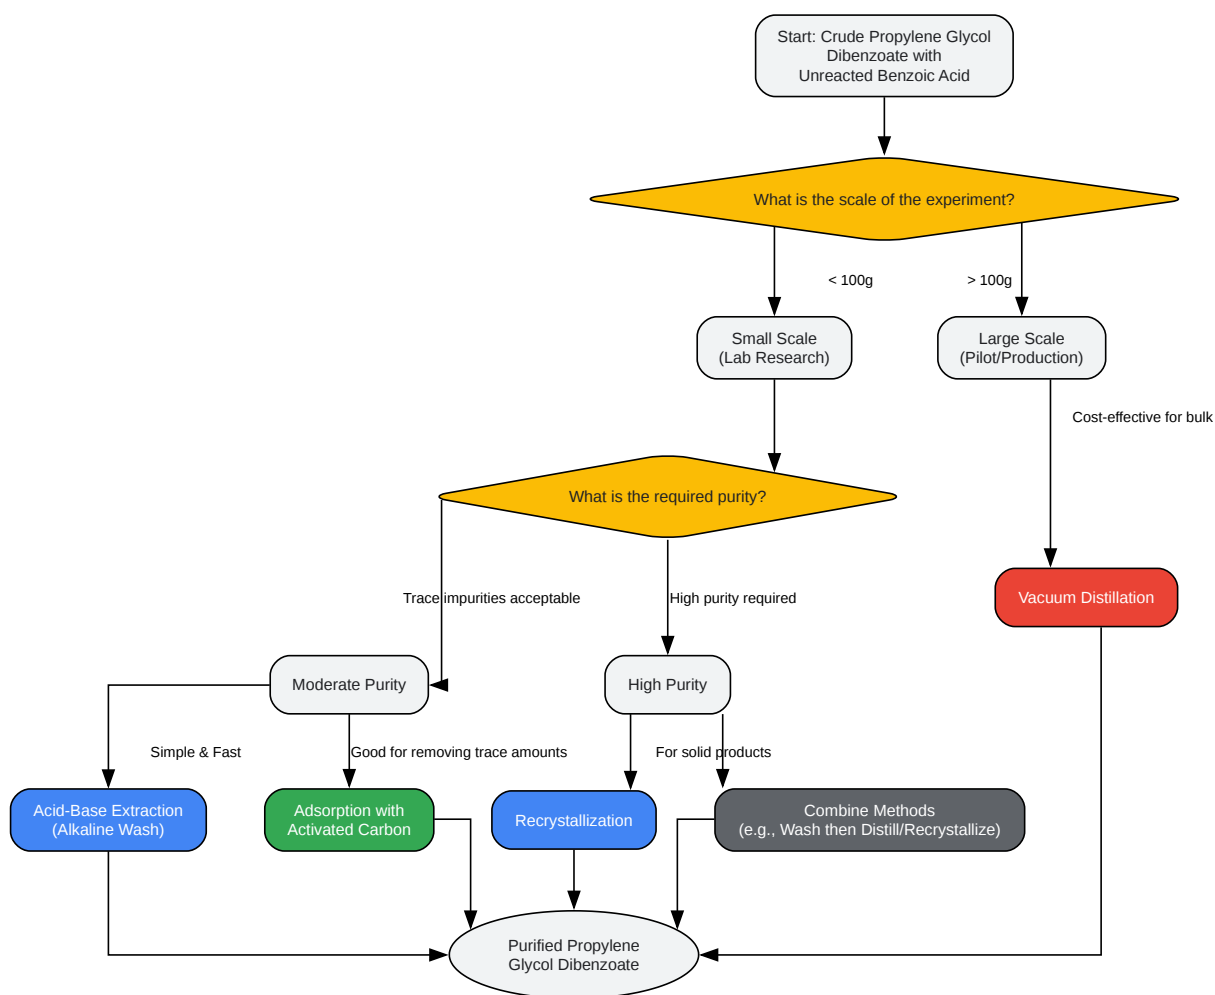 Start: Crude Propylene Glycol
Dibenzoate with
Unreacted Benzoic Acid
What is the scale of the experiment?
< 100g
> 100g
Small Scale
(Lab Research)
Large Scale
(Pilot/Production)
Cost-effective for bulk
What is the required purity?
Trace impurities acceptable
High purity required
Vacuum Distillation
Moderate Purity
High Purity
Simple & Fast
Good for removing trace amounts
For solid products
Acid-Base Extraction
(Alkaline Wash)
Adsorption with
Activated Carbon
Recrystallization
Combine Methods
(e.g., Wash then Distill/Recrystallize)
Purified Propylene
Glycol Dibenzoate